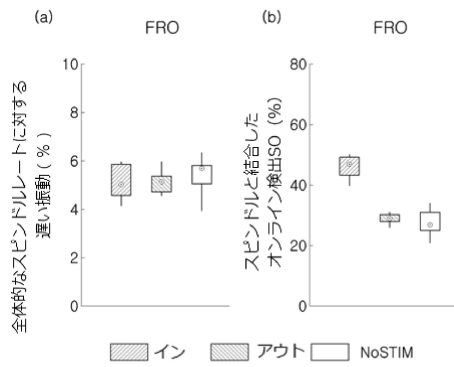 (a)
FRO
全体的なスピンドルレートに対する
遅い振動 ( % )
10
8
6
4
2
0
(b)
FRO
スピンドルと結合した
オンライン検出SO (%)
80
60
40
20
0
イン
アウト
NoSTIM